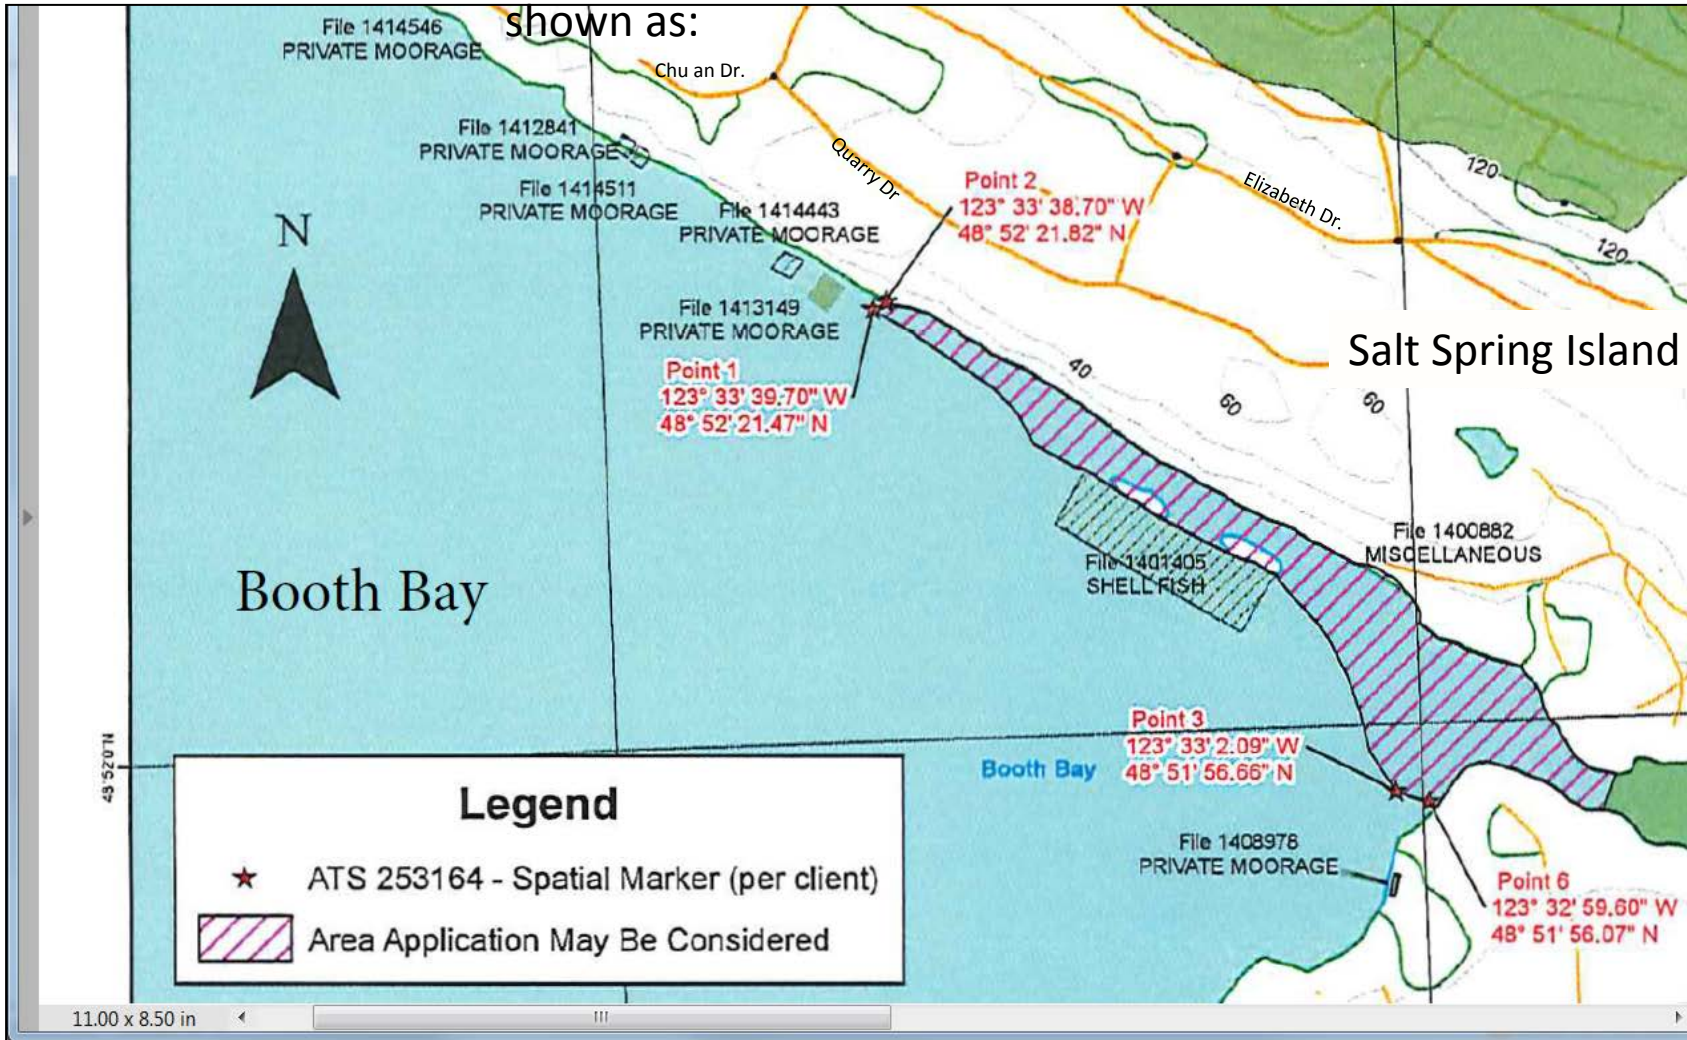 shown as:
File 1414546
PRIVATE MOORAGE
Chu an Dr.
File 1412841
PRIVATE MOORAGE
Quarry Dr
File 1414511
PRIVATE MOORAGE
File 1414443
PRIVATE MOORAGE
Point 2
123° 33' 38.70" W
48° 52' 21.82" N
Elizabeth Dr.
120
120
N
File 1413149
PRIVATE MOORAGE
Point 1
123° 33' 39.70" W
48° 52' 21.47" N
Salt Spring Island
40
60
60
File 1400882
MISCELLANEOUS
File 1401405
SHELL FISH
Booth Bay
Point 3
123° 33' 2.09" W
48° 51' 56.66" N
Booth Bay
48°52'0"N
File 1408978
PRIVATE MOORAGE
Point 6
123° 32' 59.60" W
48° 51' 56.07" N
Legend
ATS 253164 - Spatial Marker (per client)
Area Application May Be Considered
11.00 x 8.50 in